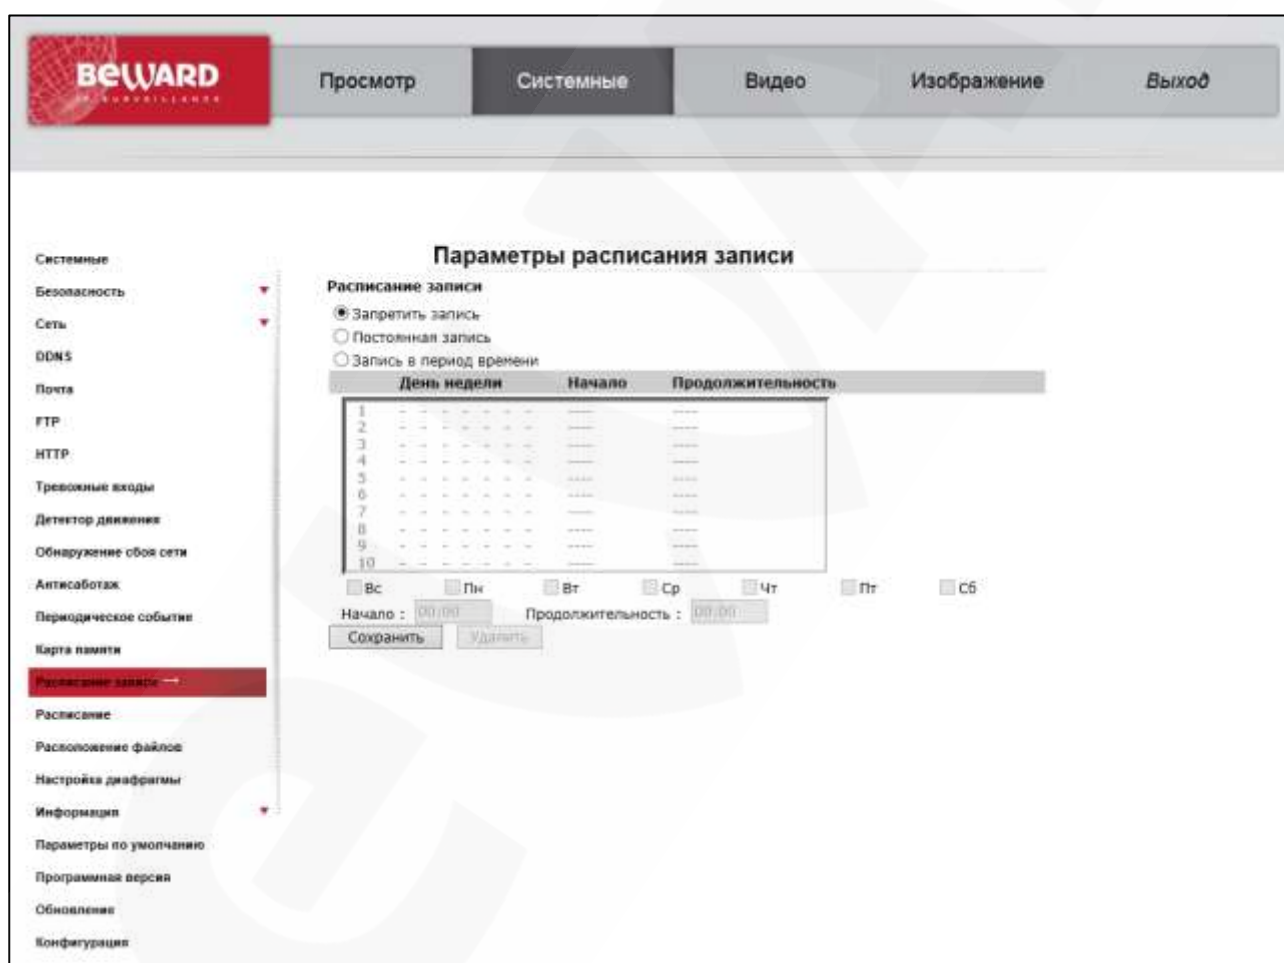 BEWARD
IP SURVEILLANCE
Просмотр
Системные
Видео
Изображение
Выход
Системные
Безопасность
Сеть
DDNS
Почта
FTP
HTTP
Тревожные входы
Детектор движения
Обнаружение сбоя сети
Антисаботаж
Периодическое событие
Карта памяти
Расписание записи →
Расписание
Расположение файлов
Настройка диафрагмы
Информация
Параметры по умолчанию
Программная версия
Обновление
Конфигурация
Параметры расписания записи
Расписание записи
Запретить запись
Постоянная запись
Запись в период времени
День недели Начало Продолжительность
1 - - - - - - - ---- ----
2 - - - - - - - ---- ----
3 - - - - - - - ---- ----
4 - - - - - - - ---- ----
5 - - - - - - - ---- ----
6 - - - - - - - ---- ----
7 - - - - - - - ---- ----
8 - - - - - - - ---- ----
9 - - - - - - - ---- ----
10 - - - - - - - ---- ----
Вс Пн Вт Ср Чт Пт Сб
Начало : 00:00 Продолжительность : 00:00
Сохранить Удалить